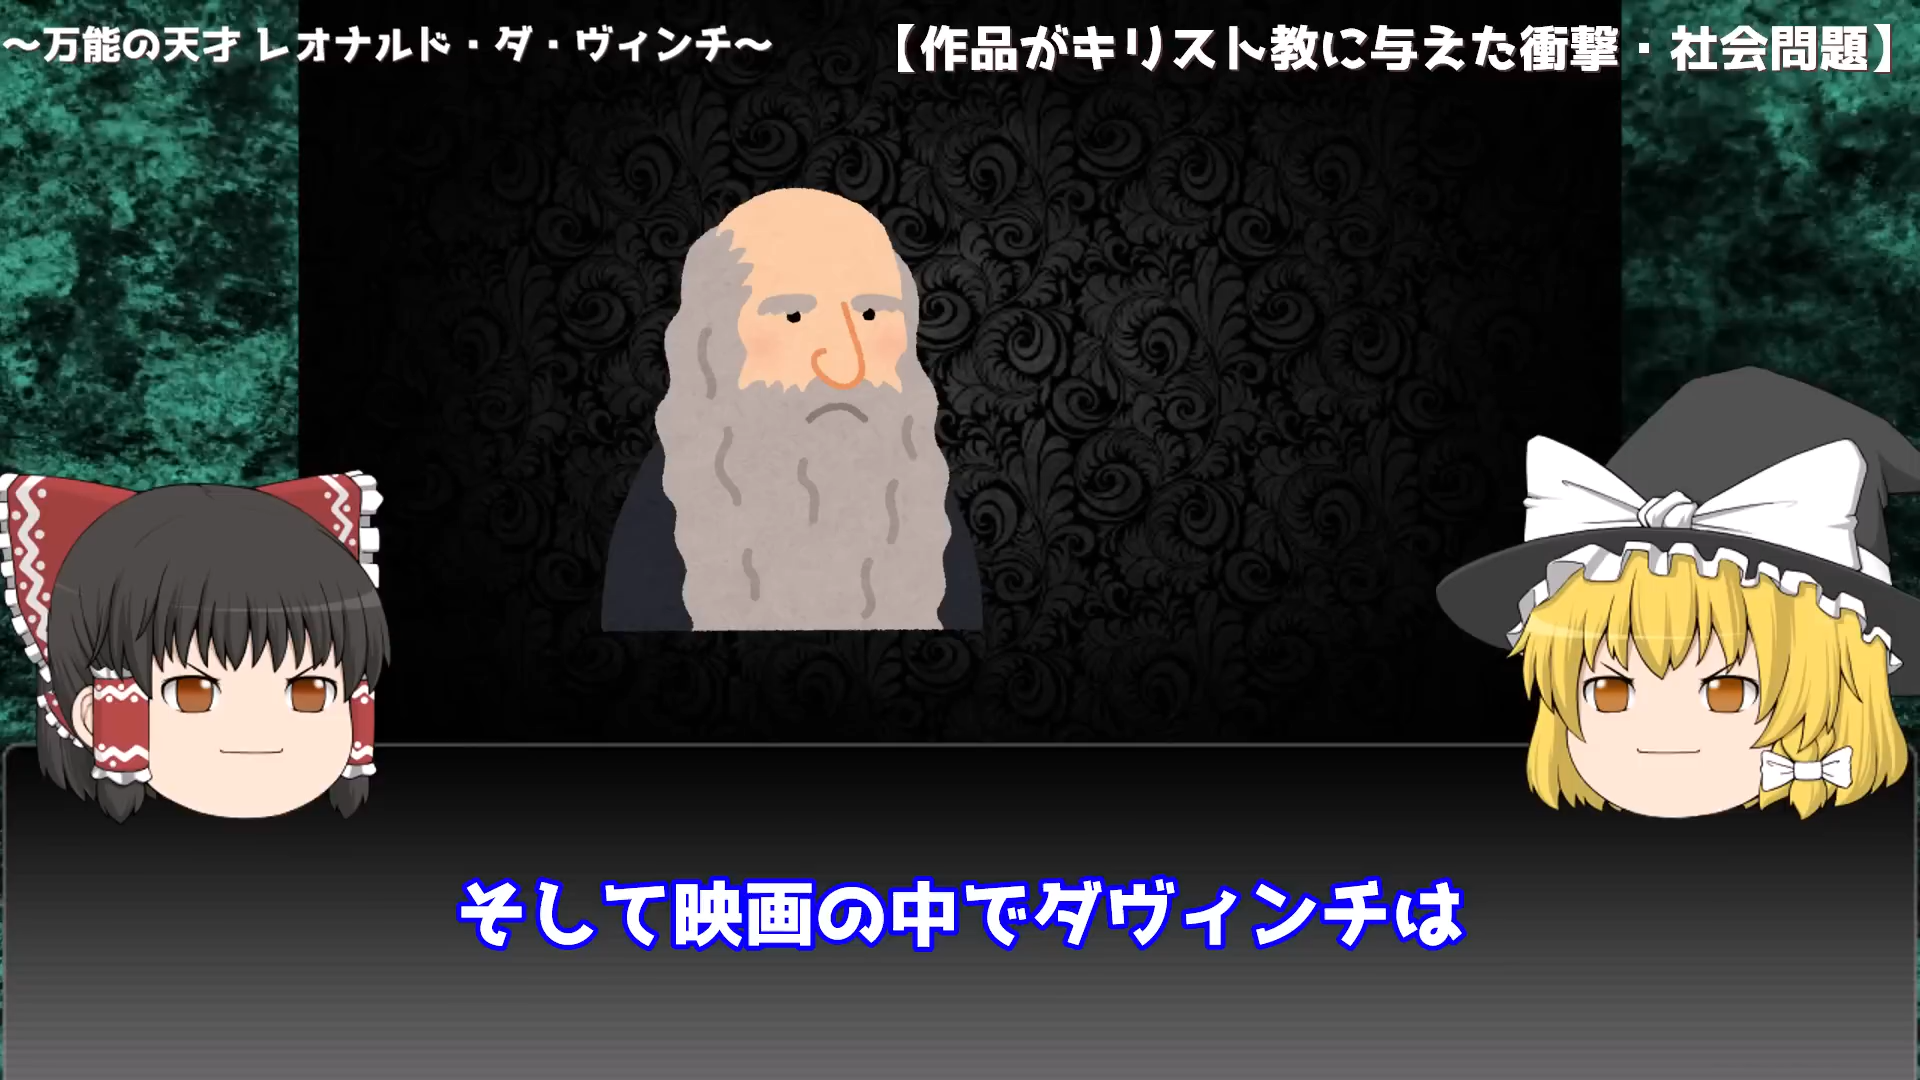 ～万能の天才 レオナルド・ダ・ヴィンチ～
【作品がキリスト教に与えた衝撃・社会問題】
そして映画の中でダヴィンチは